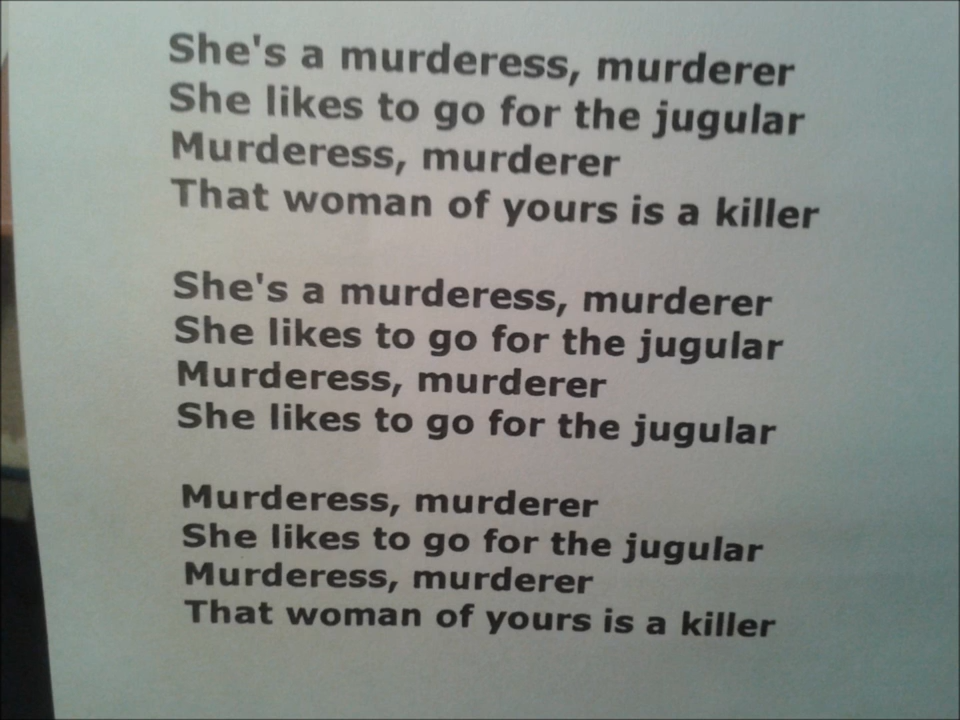 She's a murderess, murderer
She likes to go for the jugular
Murderess, murderer
That woman of yours is a killer
She's a murderess, murderer
She likes to go for the jugular
Murderess, murderer
She likes to go for the jugular
Murderess, murderer
She likes to go for the jugular
Murderess, murderer
That woman of yours is a killer